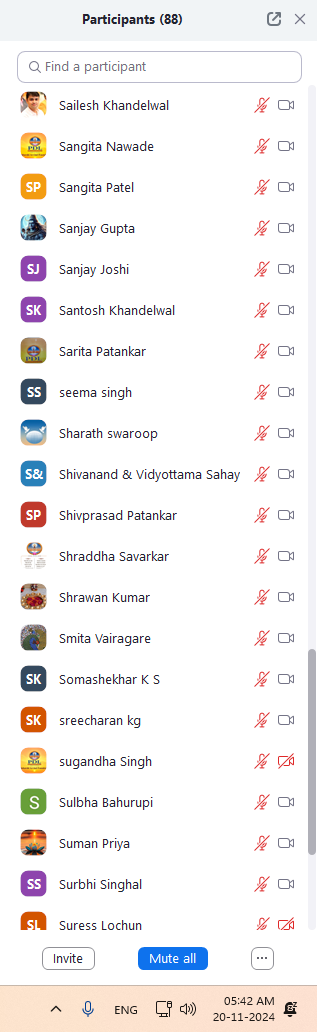 Participants (88)
Find a participant
Sailesh Khandelwal
Sangita Nawade
SP Sangita Patel
Sanjay Gupta
SJ Sanjay Joshi
SK Santosh Khandelwal
Sarita Patankar
SS seema singh
Sharath swaroop
S& Shivanand & Vidyottama Sahay
SP Shivprasad Patankar
Shraddha Savarkar
Shrawan Kumar
Smita Vairagare
SK Somashekhar K S
SK sreecharan kg
sugandha Singh
S Sulbha Bahurupi
Suman Priya
SS Surbhi Singhal
SL Suress Lochun
Invite Mute all ...
ENG 05:42 AM
20-11-2024